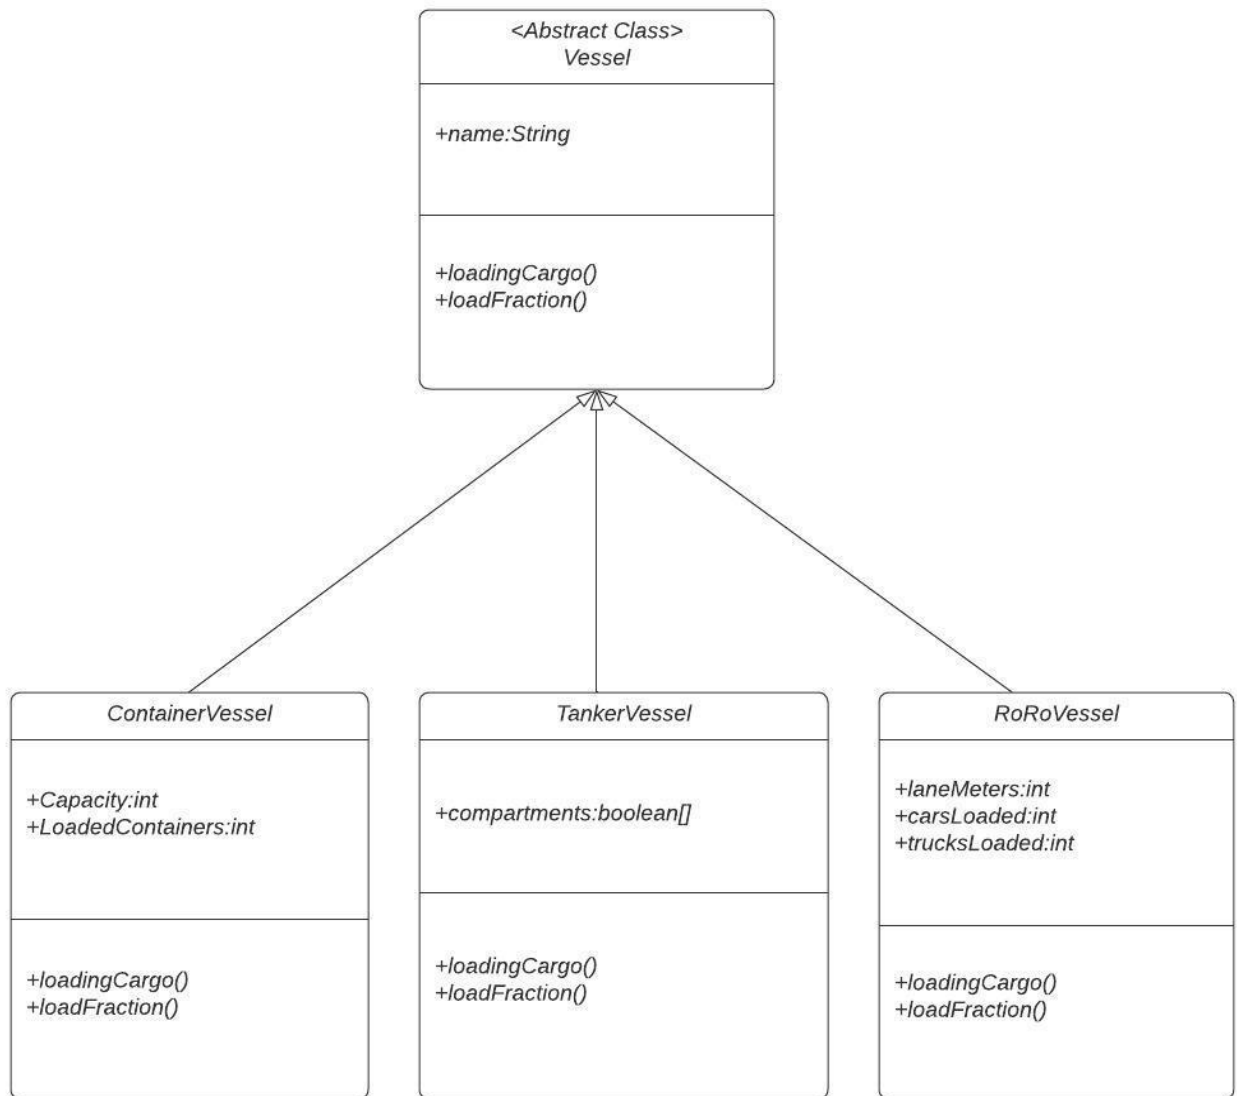 <Abstract Class>
Vessel
+name:String
+loadingCargo()
+loadFraction()
ContainerVessel
+Capacity:int
+LoadedContainers:int
+loadingCargo()
+loadFraction()
TankerVessel
+compartments:boolean[]
+loadingCargo()
+loadFraction()
RoRoVessel
+laneMeters:int
+carsLoaded:int
+trucksLoaded:int
+loadingCargo()
+loadFraction()